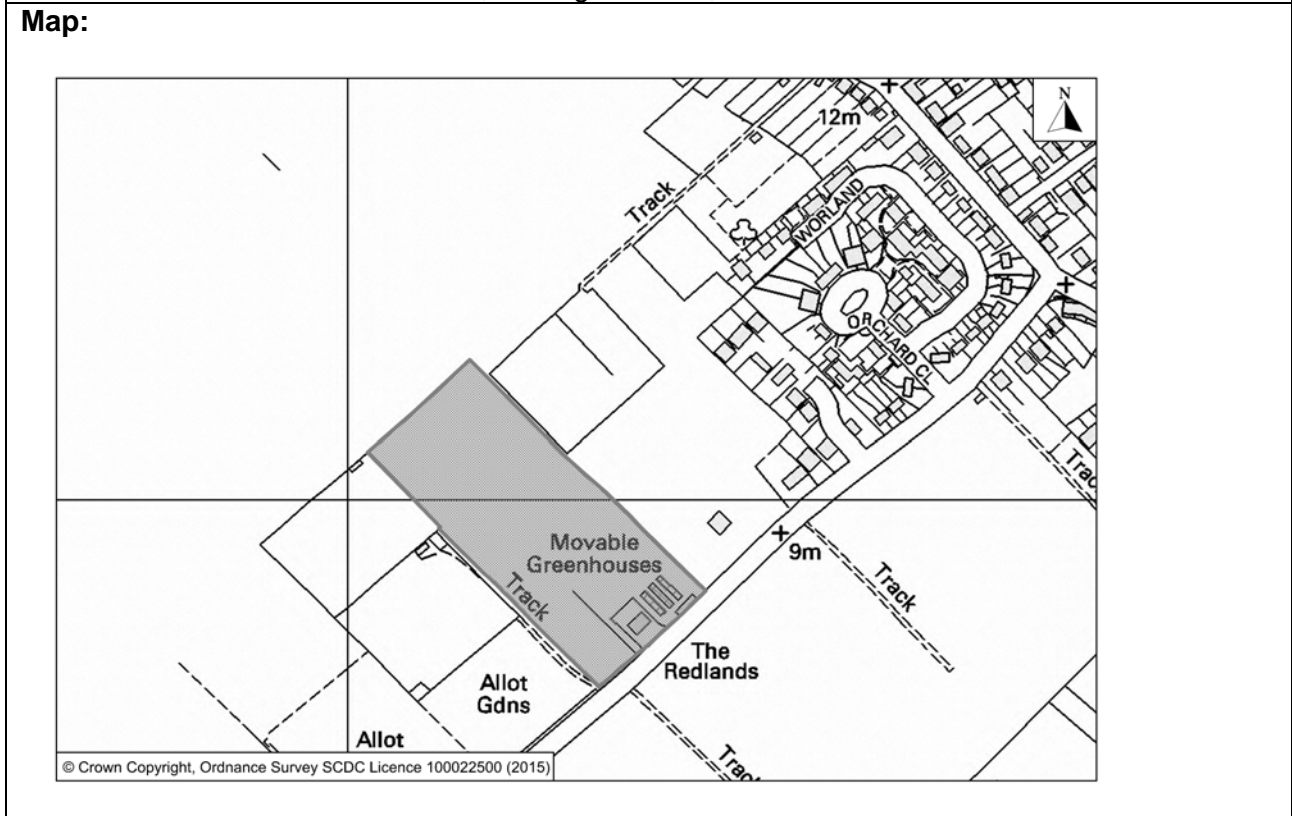 Map:
N
12m
Track
WORLAND
ORCHARD CL
Track
Movable
Greenhouses
9m
Track
Track
The
Redlands
Allot
Gdns
Allot
© Crown Copyright, Ordnance Survey SCDC Licence 100022500 (2015)